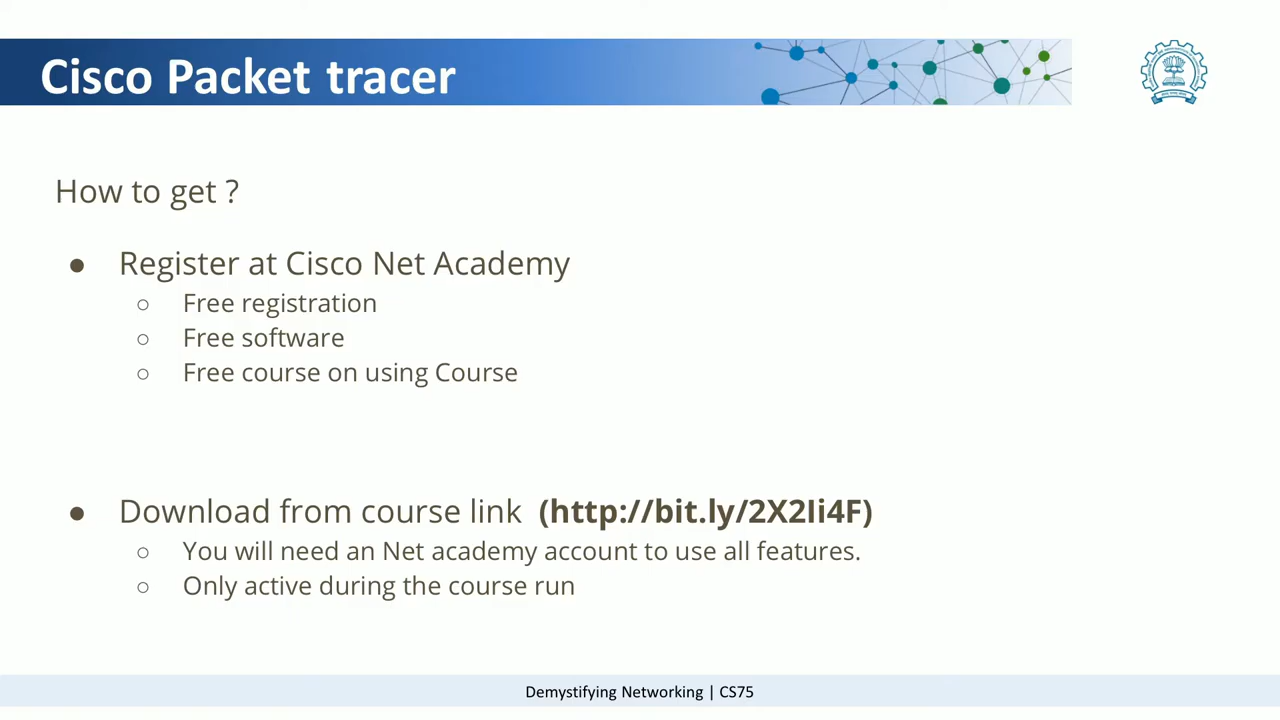 Cisco Packet tracer
How to get ?
● Register at Cisco Net Academy
○ Free registration
○ Free software
○ Free course on using Course
● Download from course link (http://bit.ly/2X2Ii4F)
○ You will need an Net academy account to use all features.
○ Only active during the course run
Demystifying Networking | CS75